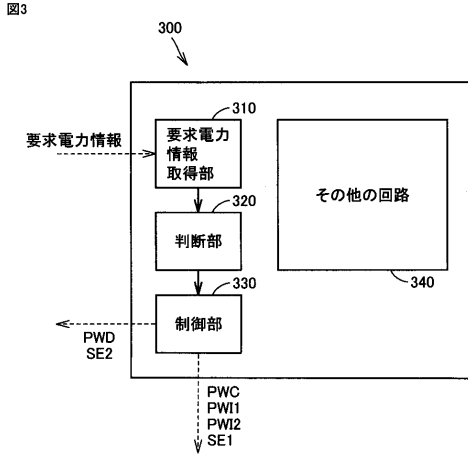 図3
300
310
要求電力情報
要求電力
情報
取得部
320
その他の回路
判断部
330
340
制御部
PWD
SE2
PWC
PWI1
PWI2
SE1